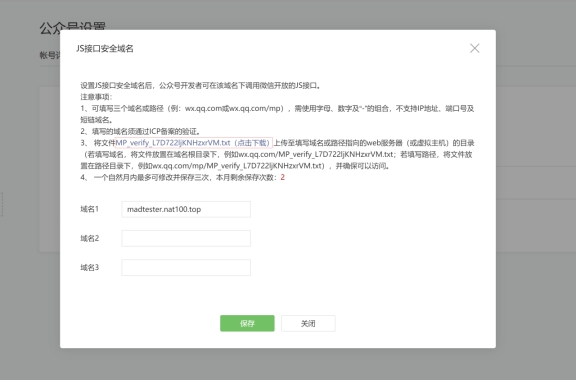 公众号设置
JS接口安全域名
设置JS接口安全域名后，公众号开发者可在该域名下调用微信开放的JS接口。
注意事项：
1、可填写三个域名或路径（例：wx.qq.com或wx.qq.com/mp），需使用字母、数字及“-”的组合，不支持IP地址、端口号及
短链域名。
2、填写的域名须通过ICP备案的验证。
3、 将文件MP_verify_L7D722ljKNHzxrVM.txt（点击下载）上传至填写域名或路径指向的web服务器（或虚拟主机）的目录
（若填写域名，将文件放置在域名根目录下，例如wx.qq.com/MP_verify_L7D722ljKNHzxrVM.txt；若填写路径，将文件放
置在路径目录下，例如wx.qq.com/mp/MP_verify_L7D722ljKNHzxrVM.txt），并确保可以访问。
4、 一个自然月内最多可修改并保存三次，本月剩余保存次数：2
域名1 madtester.nat100.top
域名2
域名3
保存 关闭